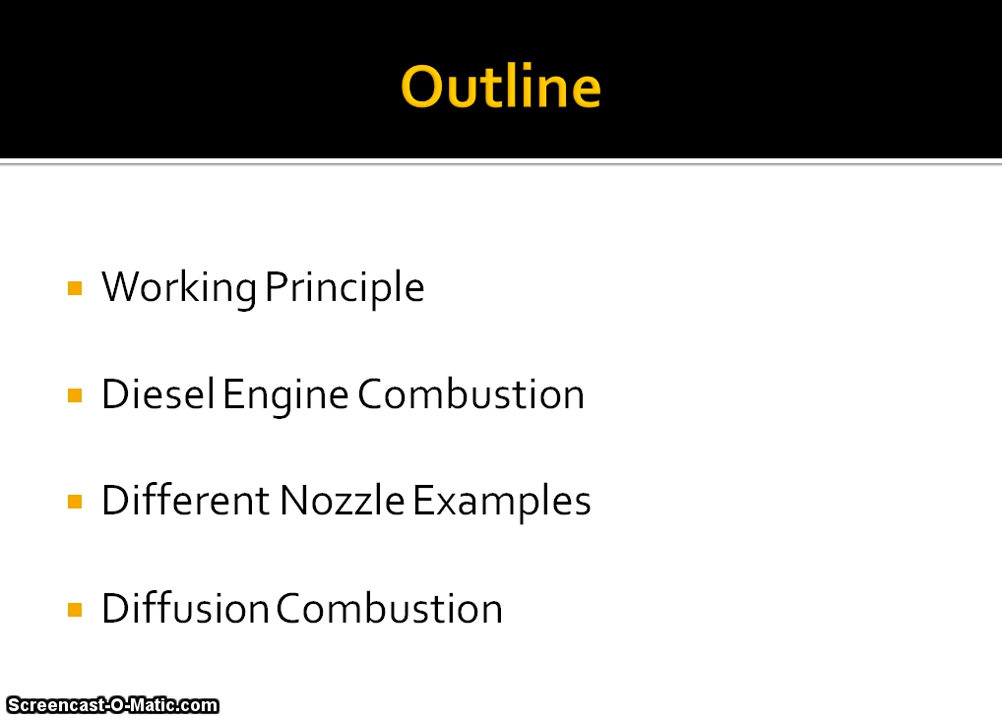 Outline
Working Principle
Diesel Engine Combustion
Different Nozzle Examples
Diffusion Combustion
Screencast-O-Matic.com